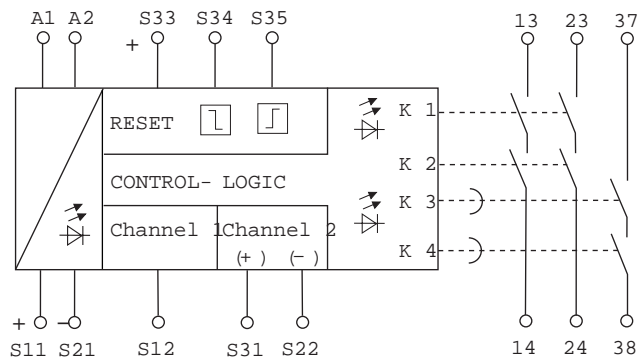 A1 A2 S33 S34 S35 13 23 37
+
RESET
K 1
K 2
CONTROL- LOGIC
K 3
Channel 1 Channel 2
K 4
(+ ) (− )
+ −
S11 S21 S12 S31 S22 14 24 38